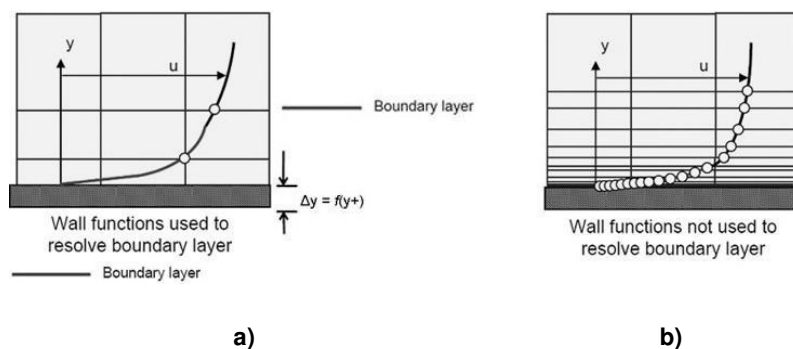 y
u
Boundary layer
Δy = f(y+)
Wall functions used to
resolve boundary layer
Boundary layer
a)
y
u
Wall functions not used to
resolve boundary layer
b)